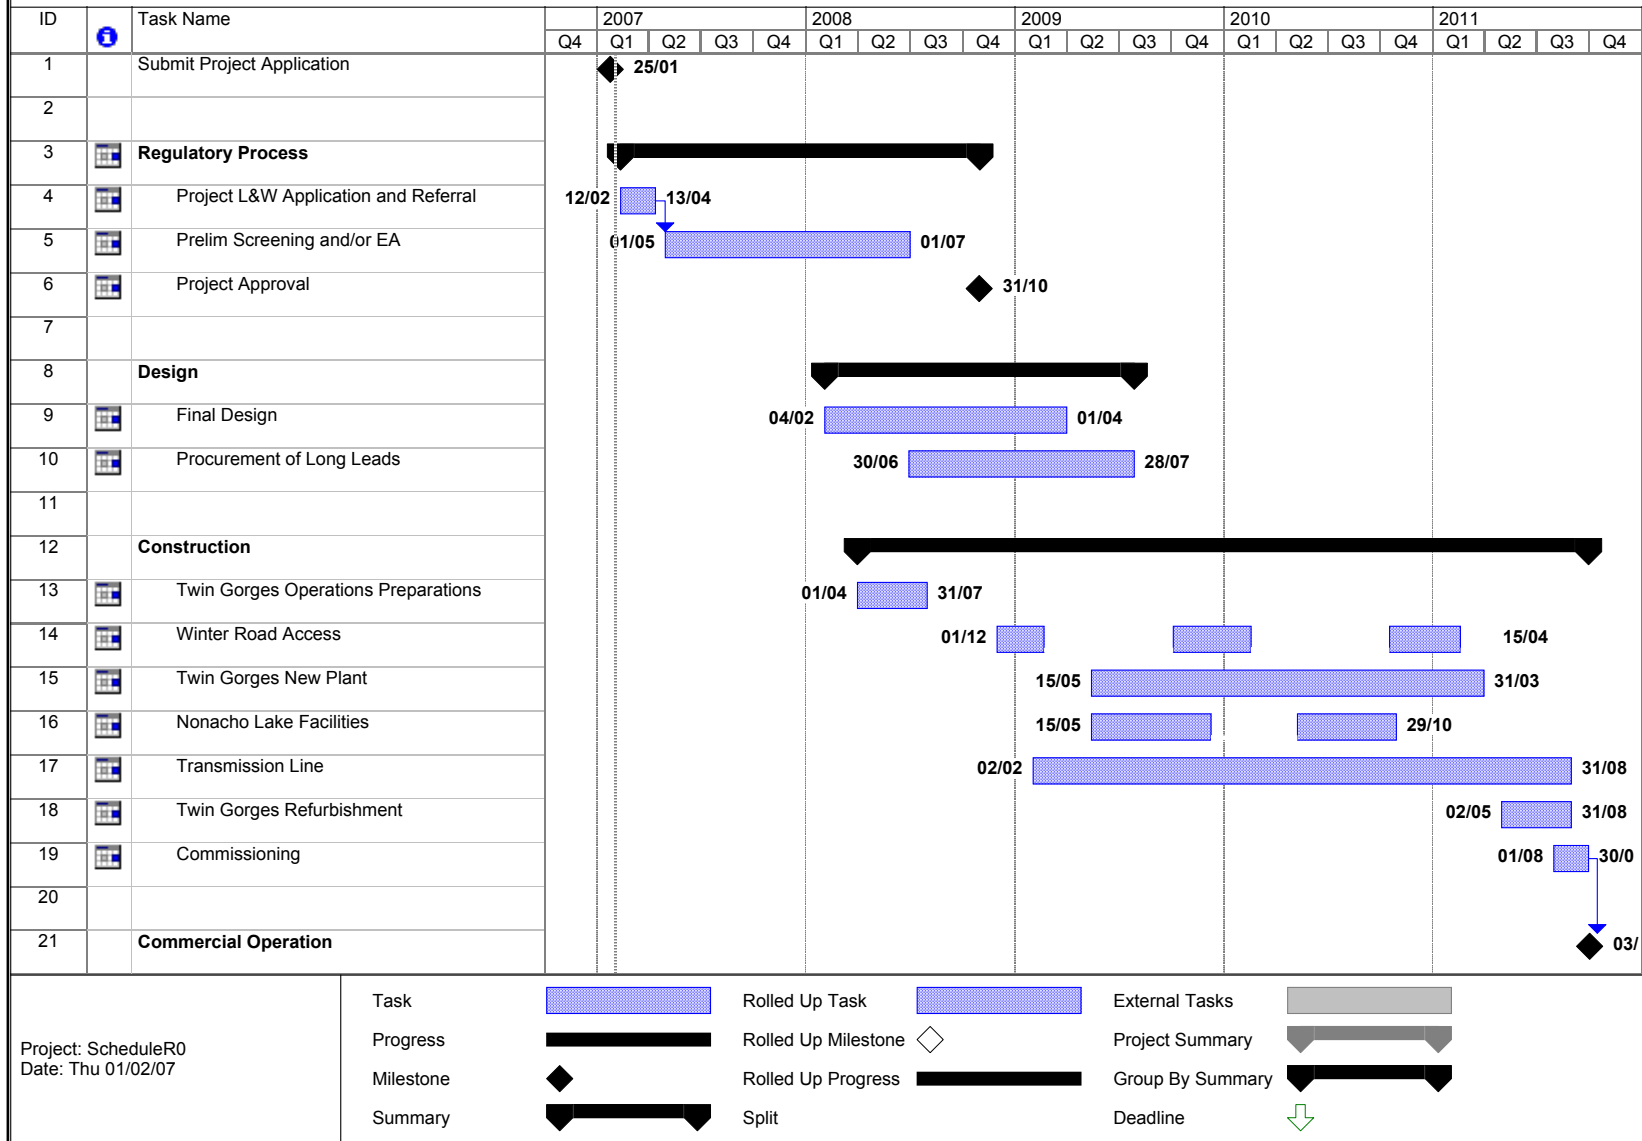 ID Task Name 2007 2008 2009 2010 2011
i Q4 Q1 Q2 Q3 Q4 Q1 Q2 Q3 Q4 Q1 Q2 Q3 Q4 Q1 Q2 Q3 Q4 Q1 Q2 Q3 Q4
1 Submit Project Application 25/01
2
3 Regulatory Process
4 Project L&W Application and Referral 12/02 13/04
5 Prelim Screening and/or EA 01/05 01/07
6 Project Approval 31/10
7
8 Design
9 Final Design 04/02 01/04
10 Procurement of Long Leads 30/06 28/07
11
12 Construction
13 Twin Gorges Operations Preparations 01/04 31/07
14 Winter Road Access 01/12 15/04
15 Twin Gorges New Plant 15/05 31/03
16 Nonacho Lake Facilities 15/05 29/10
17 Transmission Line 02/02 31/08
18 Twin Gorges Refurbishment 02/05 31/08
19 Commissioning 01/08 30/0
20
21 Commercial Operation 03/
Project: ScheduleR0
Date: Thu 01/02/07
Task Rolled Up Task External Tasks
Progress Rolled Up Milestone Project Summary
Milestone Rolled Up Progress Group By Summary
Summary Split Deadline